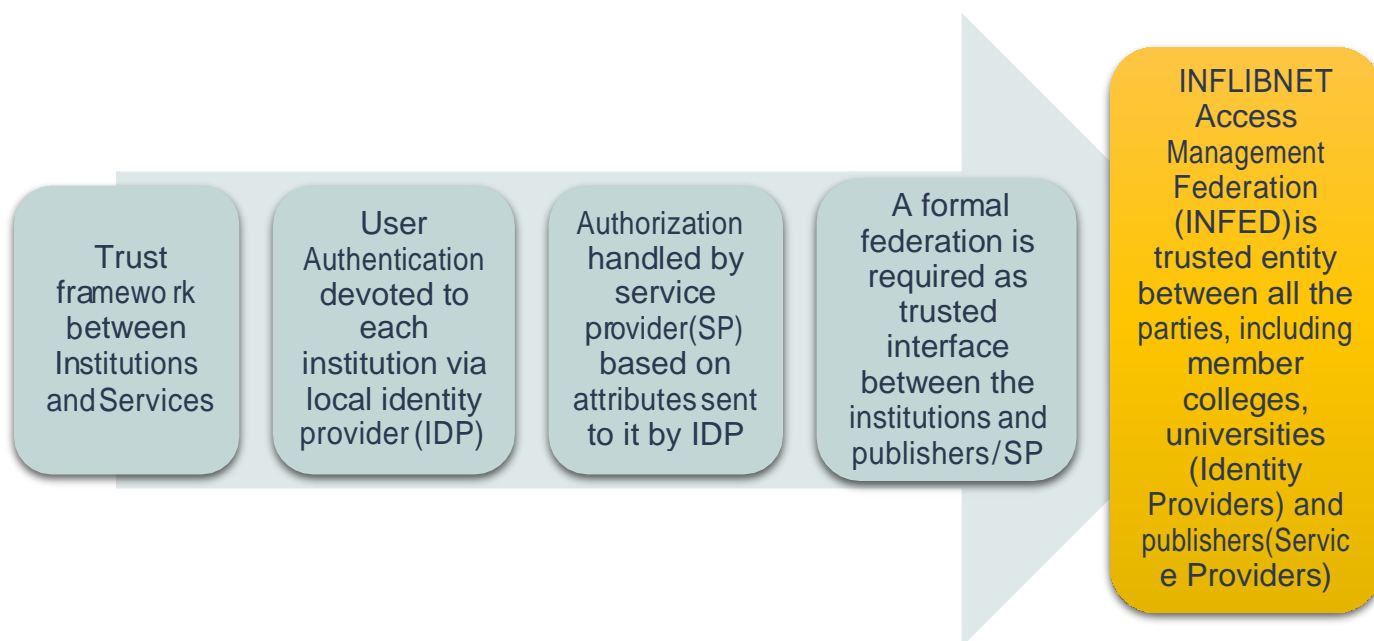 Trust
framewo rk
between
Institutions
and Services
User
Authentication
devoted to
each
institution via
local identity
provider (IDP)
Authorization
handled by
service
provider(SP)
based on
attributes sent
to it by IDP
A formal
federation is
required as
trusted
interface
between the
institutions and
publishers/SP
INFLIBNET
Access
Management
Federation
(INFED) is
trusted entity
between all the
parties, including
member
colleges,
universities
(Identity
Providers) and
publishers(Servic
e Providers)